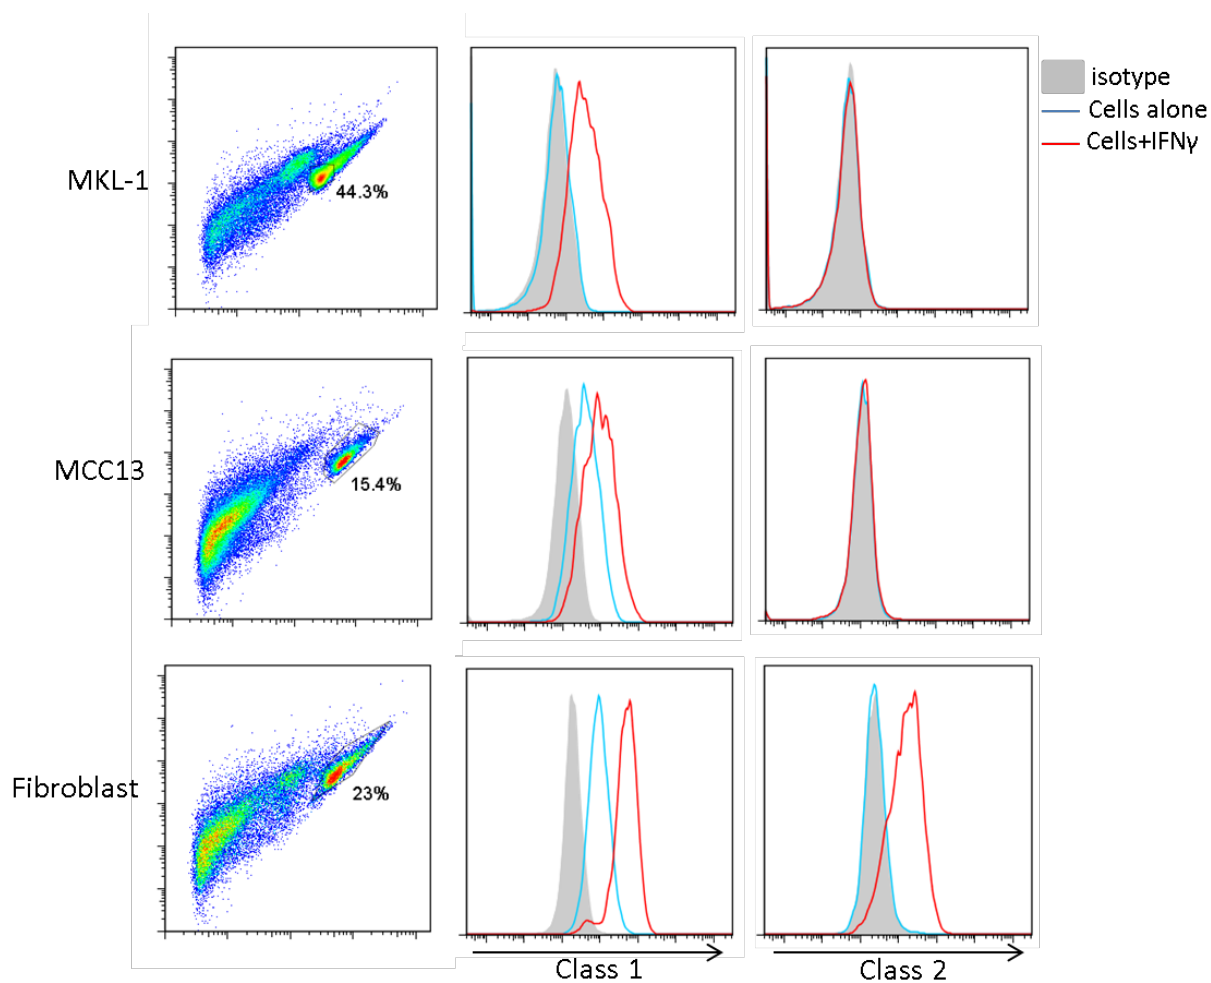 isotype
Cells alone
Cells+IFNγ
MKL-1
44.3%
MCC13
15.4%
Fibroblast
23%
Class 1
Class 2